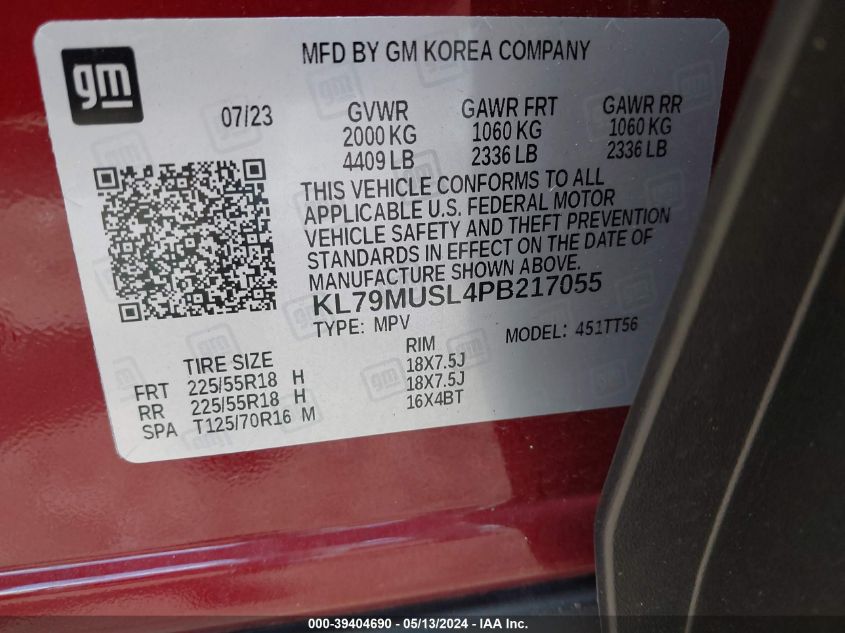 gm
MFD BY GM KOREA COMPANY
07/23
GVWR GAWR FRT GAWR RR
2000 KG 1060 KG 1060 KG
4409 LB 2336 LB 2336 LB
THIS VEHICLE CONFORMS TO ALL
APPLICABLE U.S. FEDERAL MOTOR
VEHICLE SAFETY AND THEFT PREVENTION
STANDARDS IN EFFECT ON THE DATE OF
MANUFACTURE SHOWN ABOVE.
KL79MUSL4PB217055
TYPE: MPV MODEL: 451TT56
TIRE SIZE RIM
FRT 225/55R18 H 18X7.5J
RR 225/55R18 H 18X7.5J
SPA T125/70R16 M 16X4BT
000-39404690 - 05/13/2024 - IAA Inc.